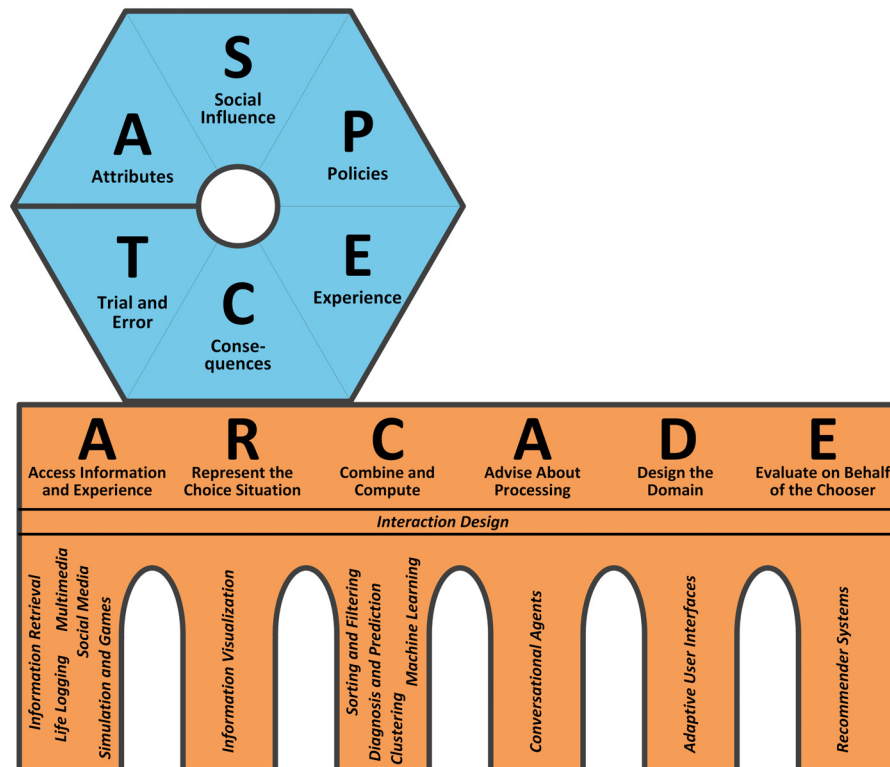 S
Social
Influence
A
Attributes
P
Policies
T
Trial and
Error
C
Conse-
quences
E
Experience
A
Access Information
and Experience
R
Represent the
Choice Situation
C
Combine and
Compute
A
Advise About
Processing
D
Design the
Domain
E
Evaluate on Behalf
of the Chooser
Interaction Design
Information Retrieval
Life Logging
Multimedia
Social Media
Simulation and Games
Information Visualization
Sorting and Filtering
Diagnosis and Prediction
Clustering
Machine Learning
Conversational Agents
Adaptive User Interfaces
Recommender Systems